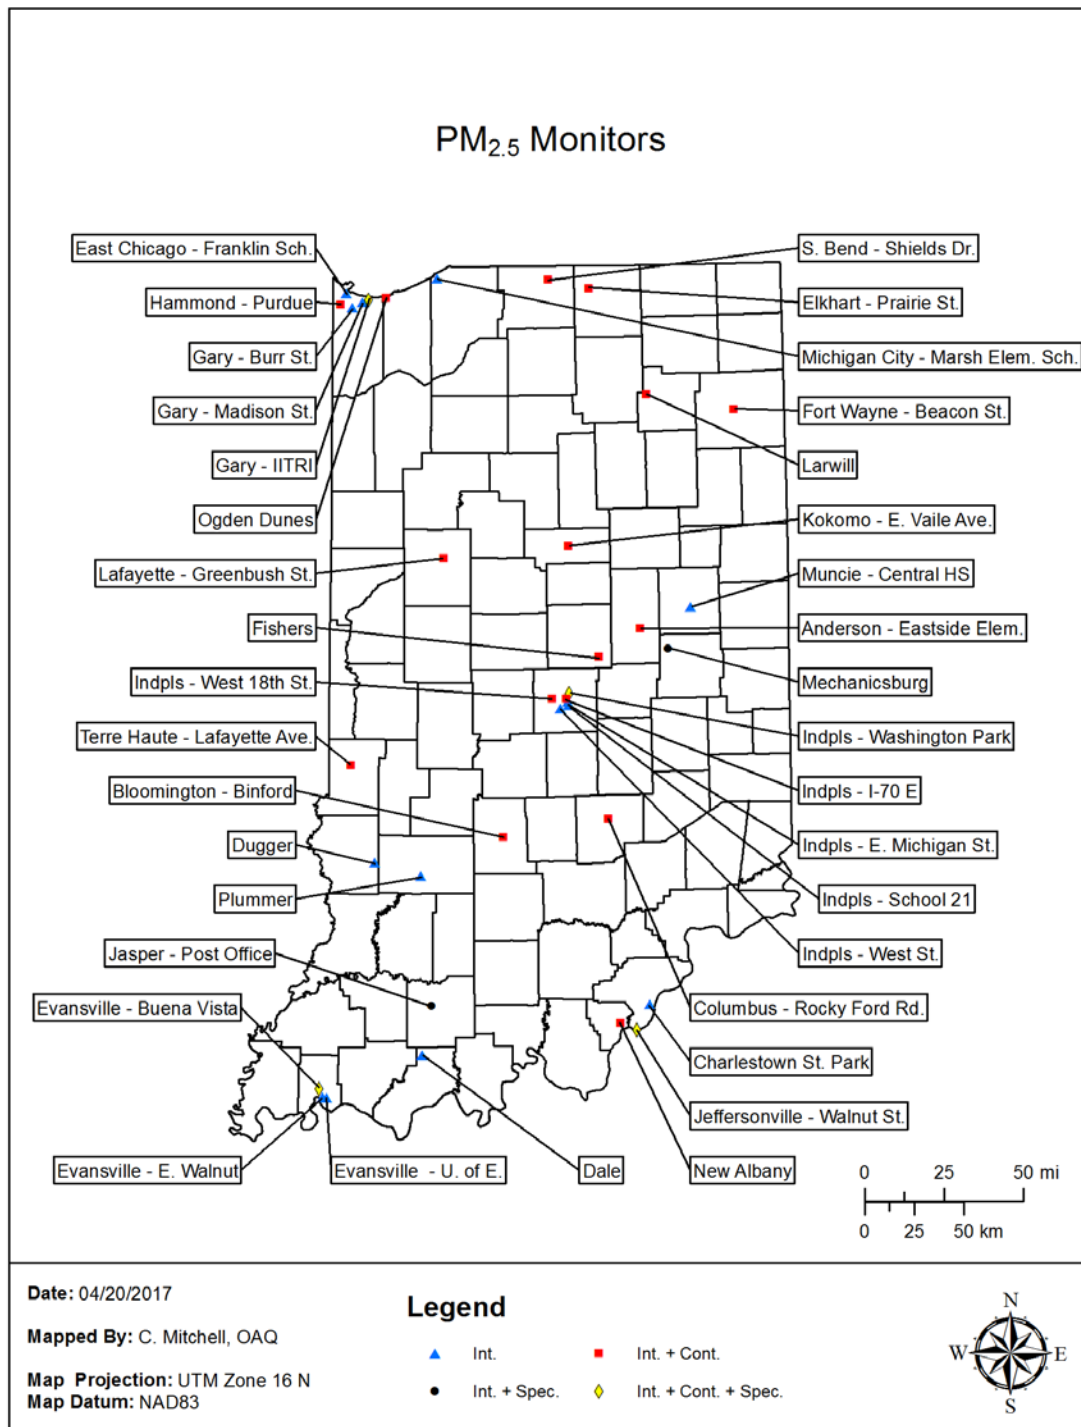 PM2.5 Monitors
East Chicago - Franklin Sch.
S. Bend - Shields Dr.
Hammond - Purdue
Elkhart - Prairie St.
Gary - Burr St.
Michigan City - Marsh Elem. Sch.
Gary - Madison St.
Fort Wayne - Beacon St.
Gary - IITRI
Larwill
Ogden Dunes
Kokomo - E. Vaile Ave.
Lafayette - Greenbush St.
Muncie - Central HS
Fishers
Anderson - Eastside Elem.
Indpls - West 18th St.
Mechanicsburg
Terre Haute - Lafayette Ave.
Indpls - Washington Park
Bloomington - Binford
Indpls - I-70 E
Dugger
Indpls - E. Michigan St.
Plummer
Indpls - School 21
Jasper - Post Office
Indpls - West St.
Evansville - Buena Vista
Columbus - Rocky Ford Rd.
Charlestown St. Park
Jeffersonville - Walnut St.
Evansville - E. Walnut
Evansville - U. of E.
Dale
New Albany
0 25 50 mi
0 25 50 km
Date: 04/20/2017
Mapped By: C. Mitchell, OAQ
Map Projection: UTM Zone 16 N
Map Datum: NAD83
Legend
Int.
Int. + Cont.
Int. + Spec.
Int. + Cont. + Spec.
N
W E
S